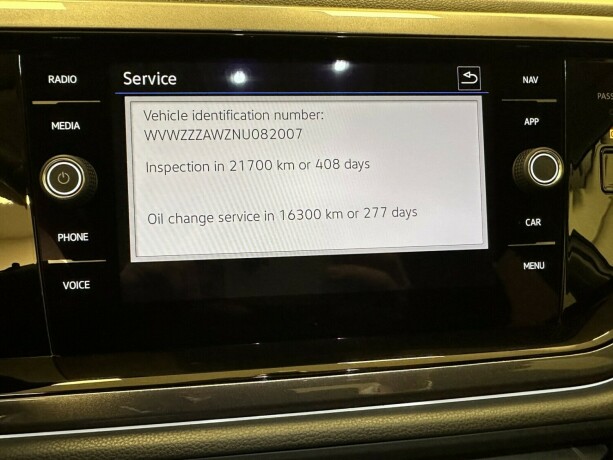 RADIO
MEDIA
PHONE
VOICE
Service
Vehicle identification number:
WVWZZZAWZNU082007
Inspection in 21700 km or 408 days
Oil change service in 16300 km or 277 days
NAV
APP
CAR
MENU